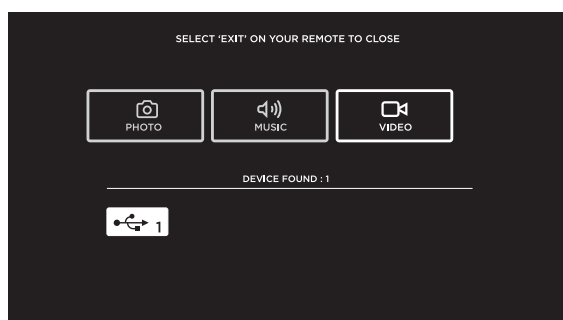 SELECT 'EXIT' ON YOUR REMOTE TO CLOSE
PHOTO
MUSIC
VIDEO
DEVICE FOUND : 1
1